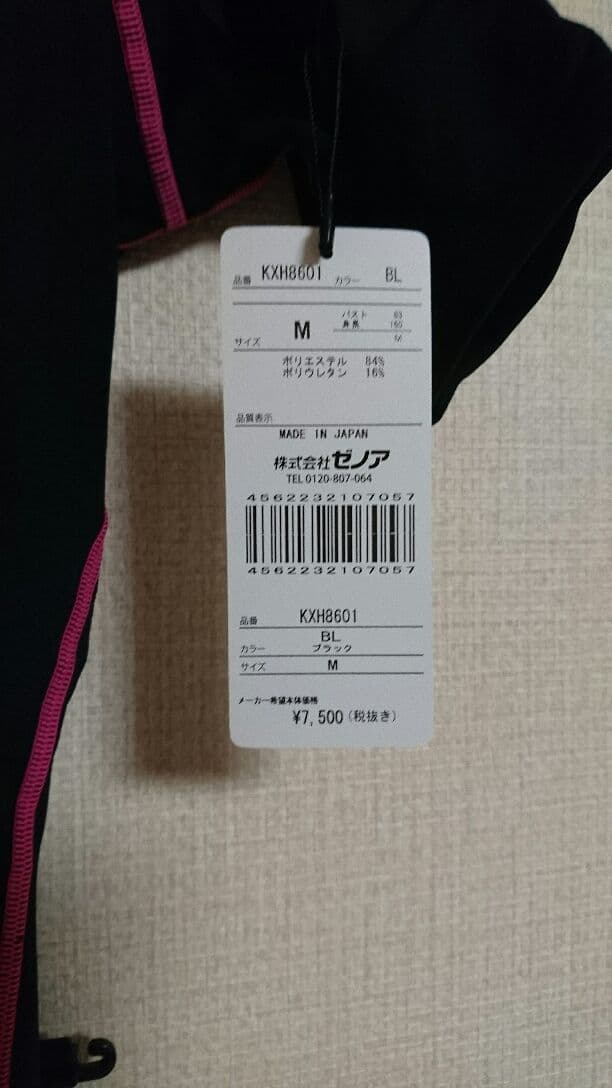 品番 KXH8601 カラー BL
サイズ M バスト 83
身長 160
M
ポリエステル 84%
ポリウレタン 16%
品質表示
MADE IN JAPAN
株式会社ゼノア
TEL 0120-807-064
4562232107057
4562232107057
品番 KXH8601
カラー BL
ブラック
サイズ M
メーカー希望本体価格
¥7,500(税抜き)